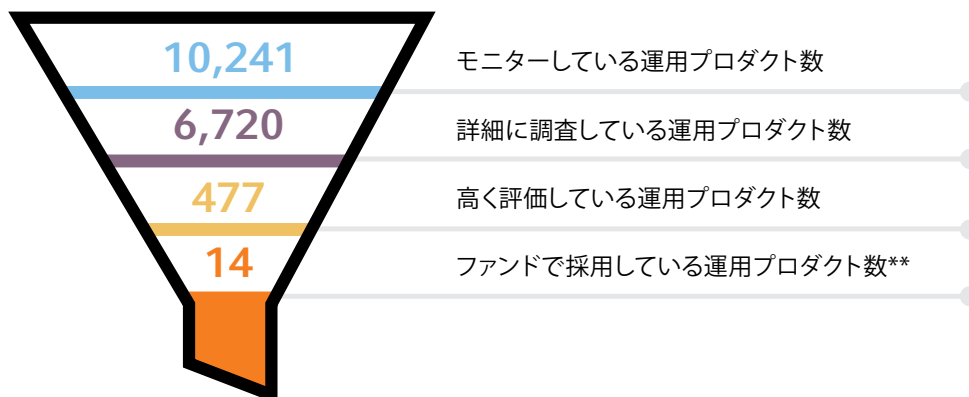 10,241 モニターしている運用プロダクト数
6,720 詳細に調査している運用プロダクト数
477 高く評価している運用プロダクト数
14 ファンドで採用している運用プロダクト数**